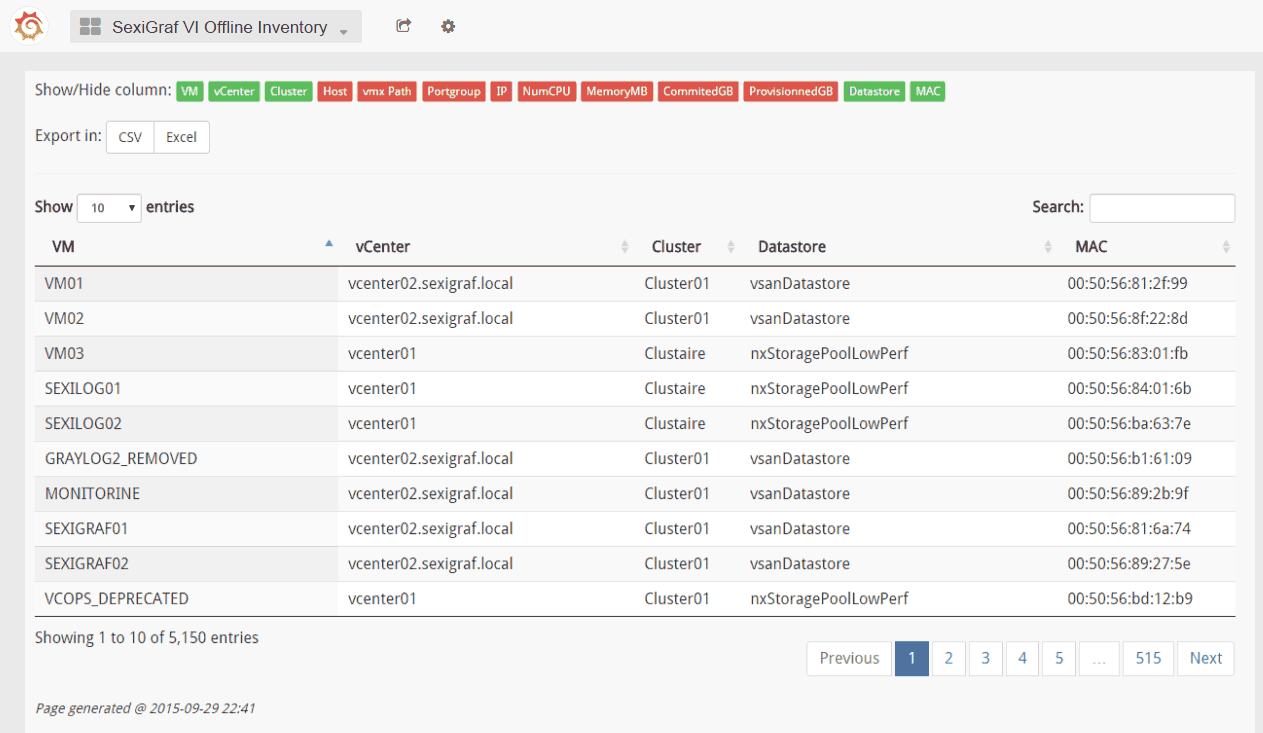 SexiGraf VI Offline Inventory
Show/Hide column: VM vCenter Cluster Host vmx Path Portgroup IP NumCPU MemoryMB CommitedGB ProvisionnedGB Datastore MAC
Export in: CSV Excel
Show 10 entries Search:
VM vCenter Cluster Datastore MAC
VM01 vcenter02.sexigraf.local Cluster01 vsanDatastore 00:50:56:81:2f:99
VM02 vcenter02.sexigraf.local Cluster01 vsanDatastore 00:50:56:8f:22:8d
VM03 vcenter01 Clustaire nxStoragePoolLowPerf 00:50:56:83:01:fb
SEXILOG01 vcenter01 Clustaire nxStoragePoolLowPerf 00:50:56:84:01:6b
SEXILOG02 vcenter01 Clustaire nxStoragePoolLowPerf 00:50:56:ba:63:7e
GRAYLOG2_REMOVED vcenter02.sexigraf.local Cluster01 vsanDatastore 00:50:56:b1:61:09
MONITORINE vcenter02.sexigraf.local Cluster01 vsanDatastore 00:50:56:89:2b:9f
SEXIGRAF01 vcenter02.sexigraf.local Cluster01 vsanDatastore 00:50:56:81:6a:74
SEXIGRAF02 vcenter02.sexigraf.local Cluster01 vsanDatastore 00:50:56:89:27:5e
VCOPS_DEPRECATED vcenter01 Cluster01 nxStoragePoolLowPerf 00:50:56:bd:12:b9
Showing 1 to 10 of 5,150 entries
Previous 1 2 3 4 5 ... 515 Next
Page generated @ 2015-09-29 22:41